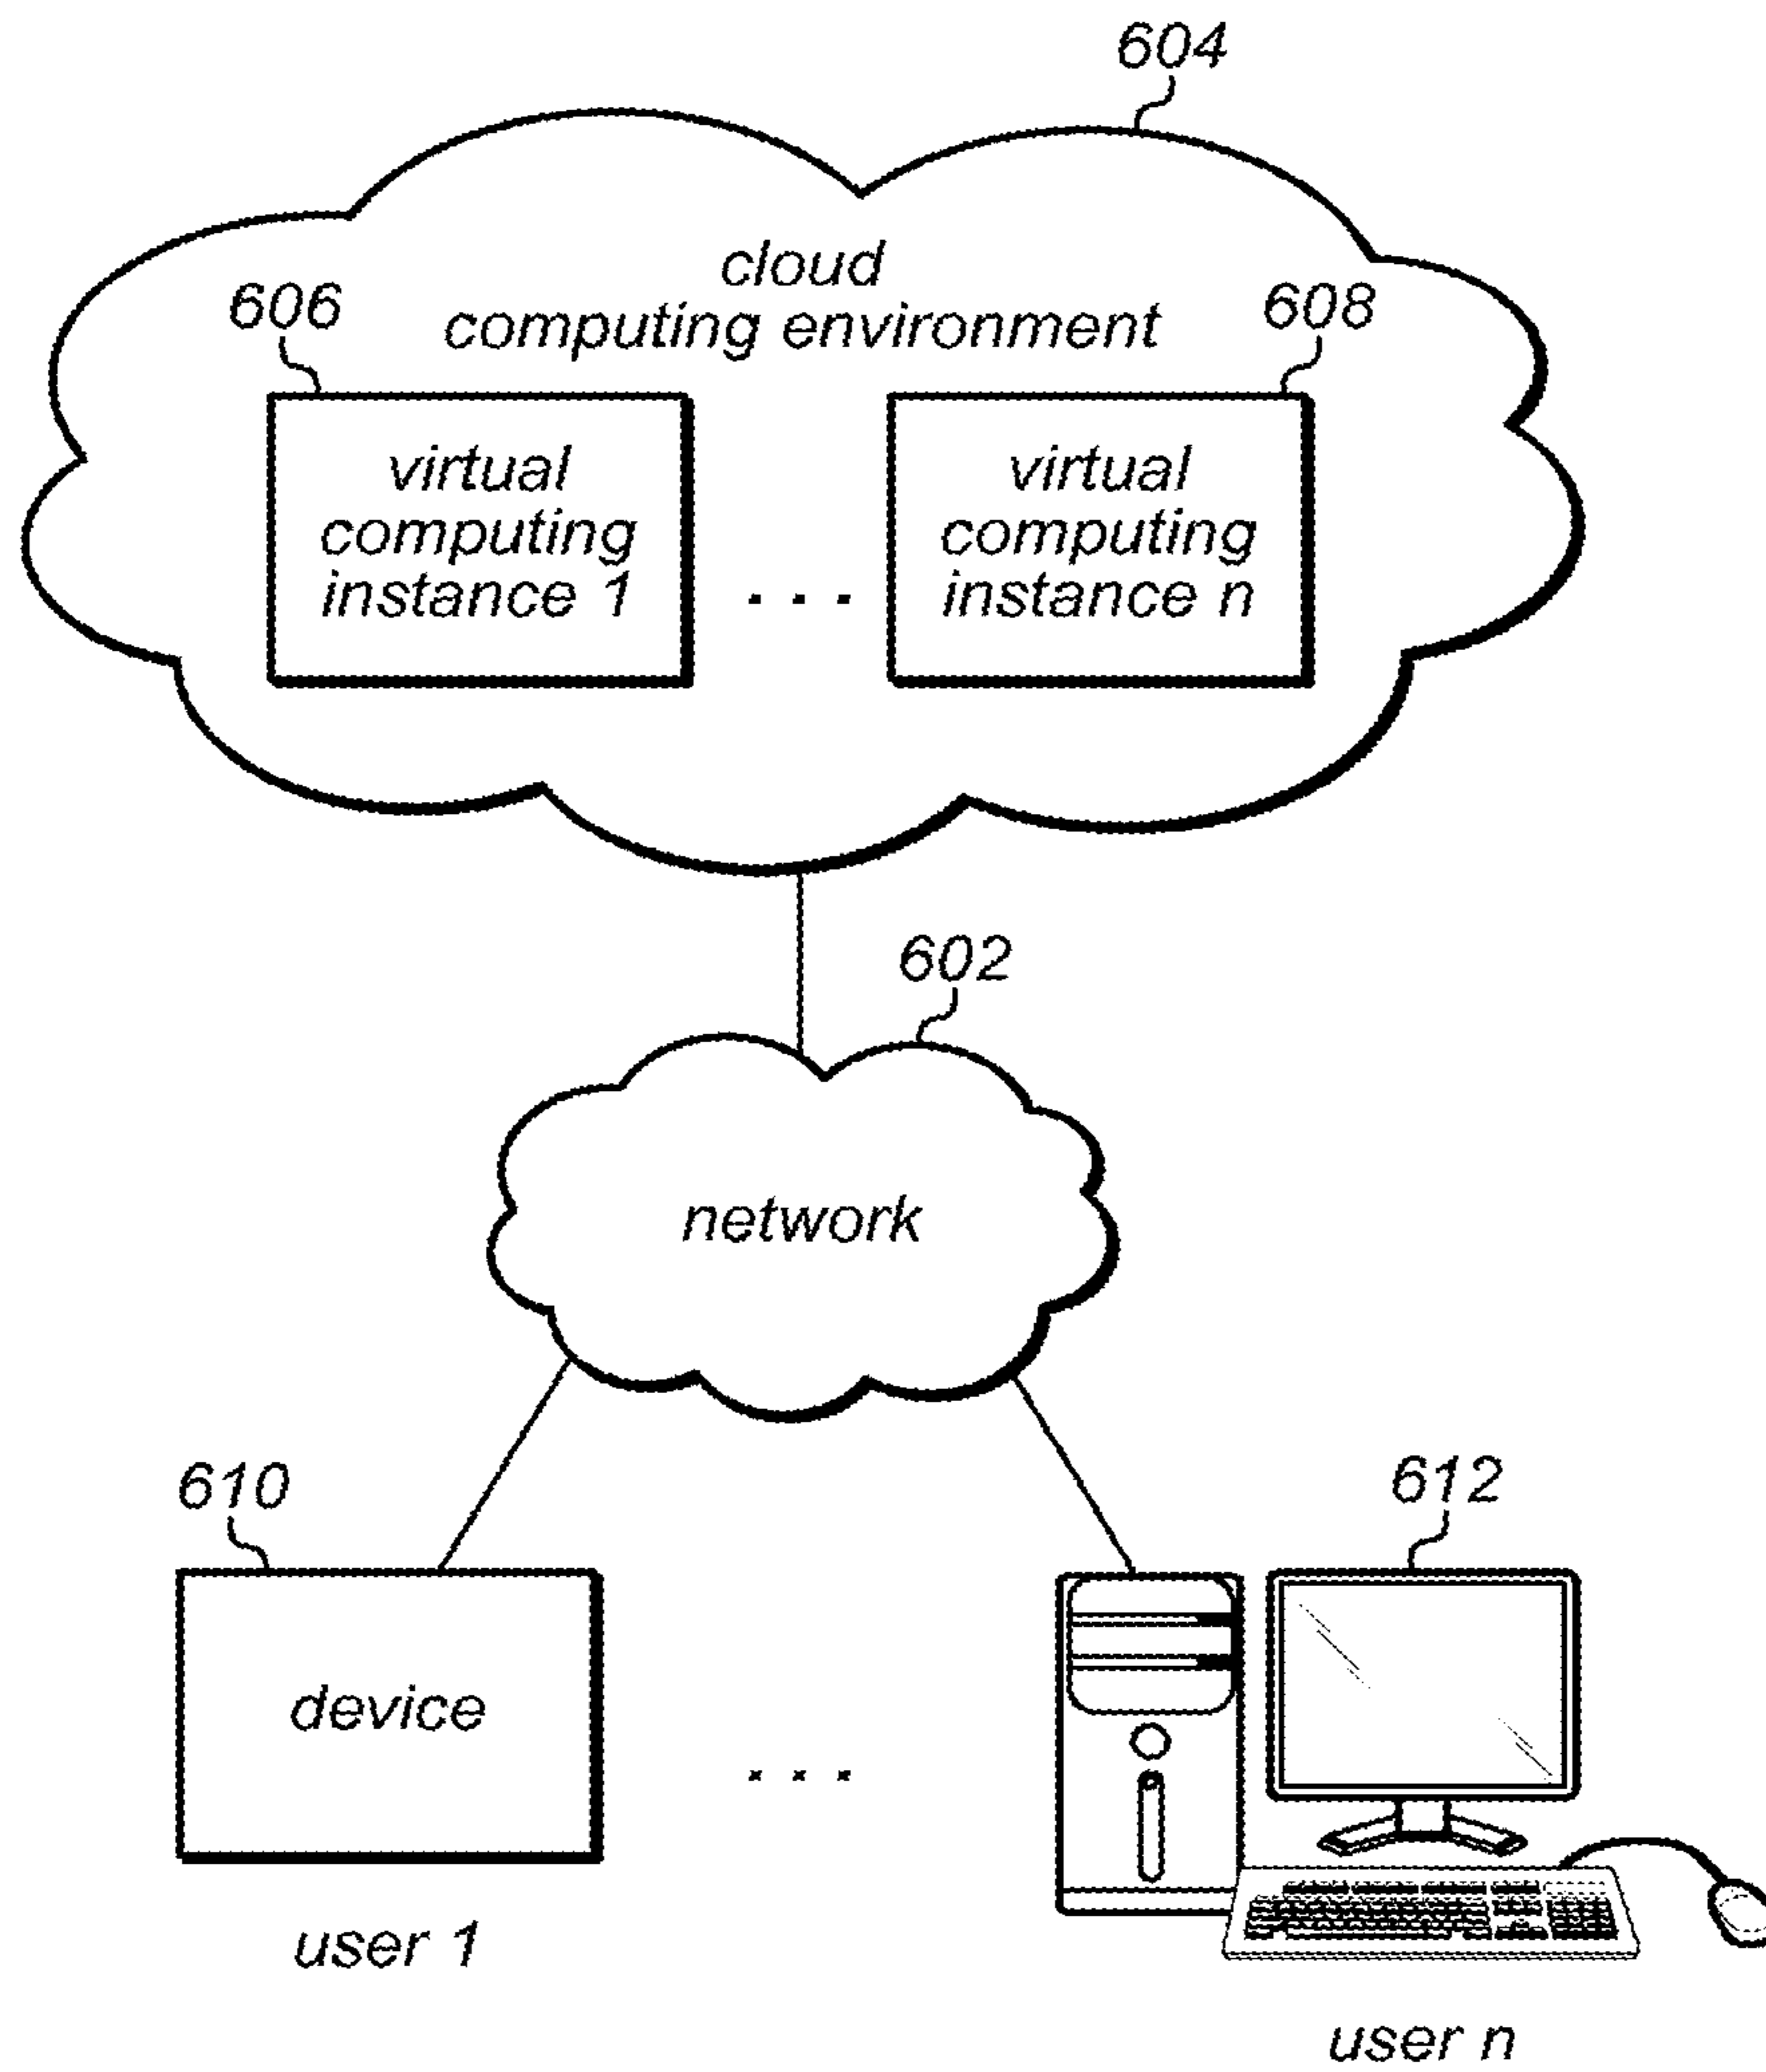 604
cloud
computing environment
606
608
virtual
computing
instance 1
. . .
virtual
computing
instance n
602
network
610
612
device
. . .
user 1
user n